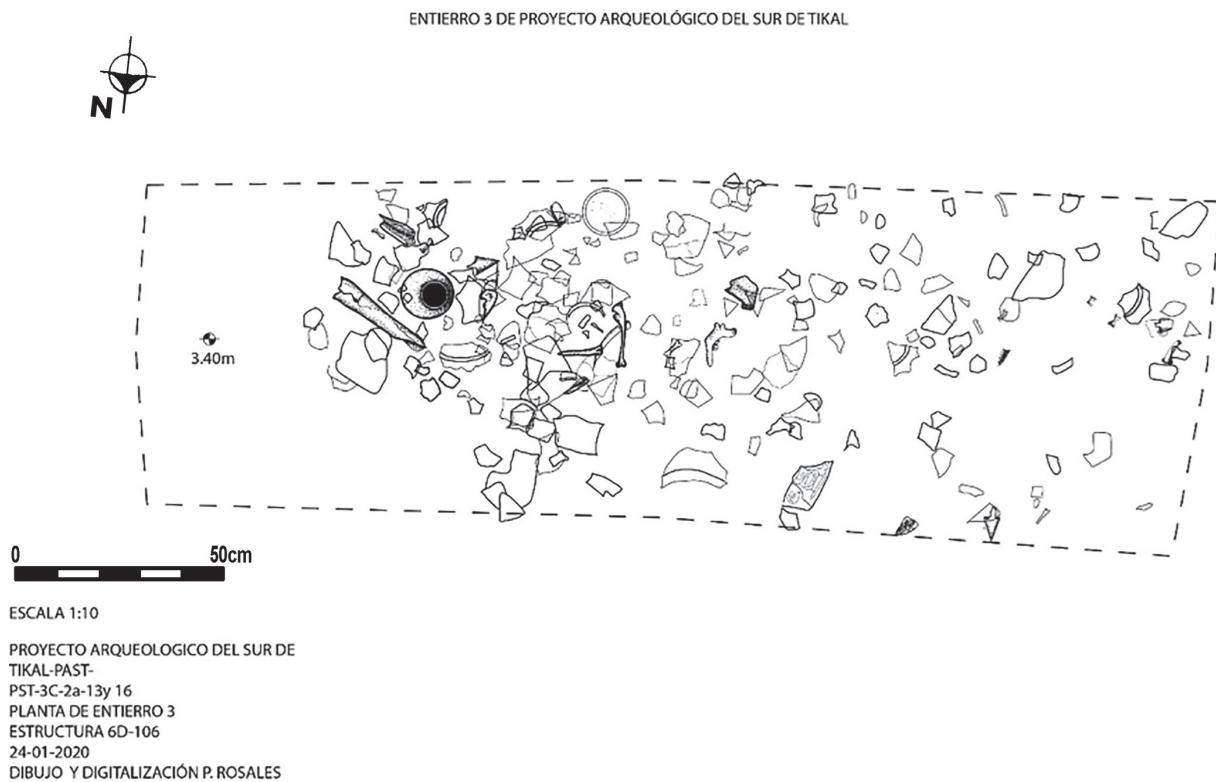 ENTIERRO 3 DE PROYECTO ARQUEOLÓGICO DEL SUR DE TIKAL
N
3.40m
0 50cm
ESCALA 1:10
PROYECTO ARQUEOLOGICO DEL SUR DE
TIKAL-PAST-
PST-3C-2a-13y 16
PLANTA DE ENTIERRO 3
ESTRUCTURA 6D-106
24-01-2020
DIBUJO Y DIGITALIZACIÓN P. ROSALES